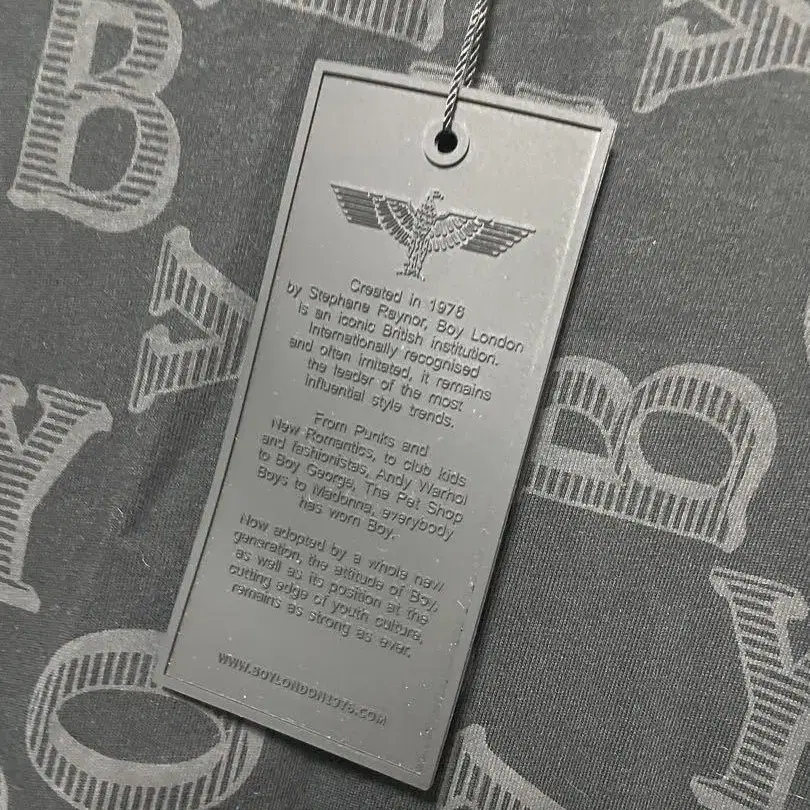 B
Y
Y
Y
O
BO
Y
Created in 1976
by Stephane Raynor, Boy London
is an iconic British institution.
Internationally recognised
and often imitated, it remains
the leader of the most
influential style trends.
From Punks and
New Romantics, to club kids
and fashionistas, Andy Warhol
to Boy George, The Pet Shop
Boys to Madonna, everybody
has worn Boy.
Now adopted by a whole new
generation, the attitude of Boy,
as well as its position at the
cutting edge of youth culture,
remains as strong as ever.
WWW.BOYLONDON1976.COM